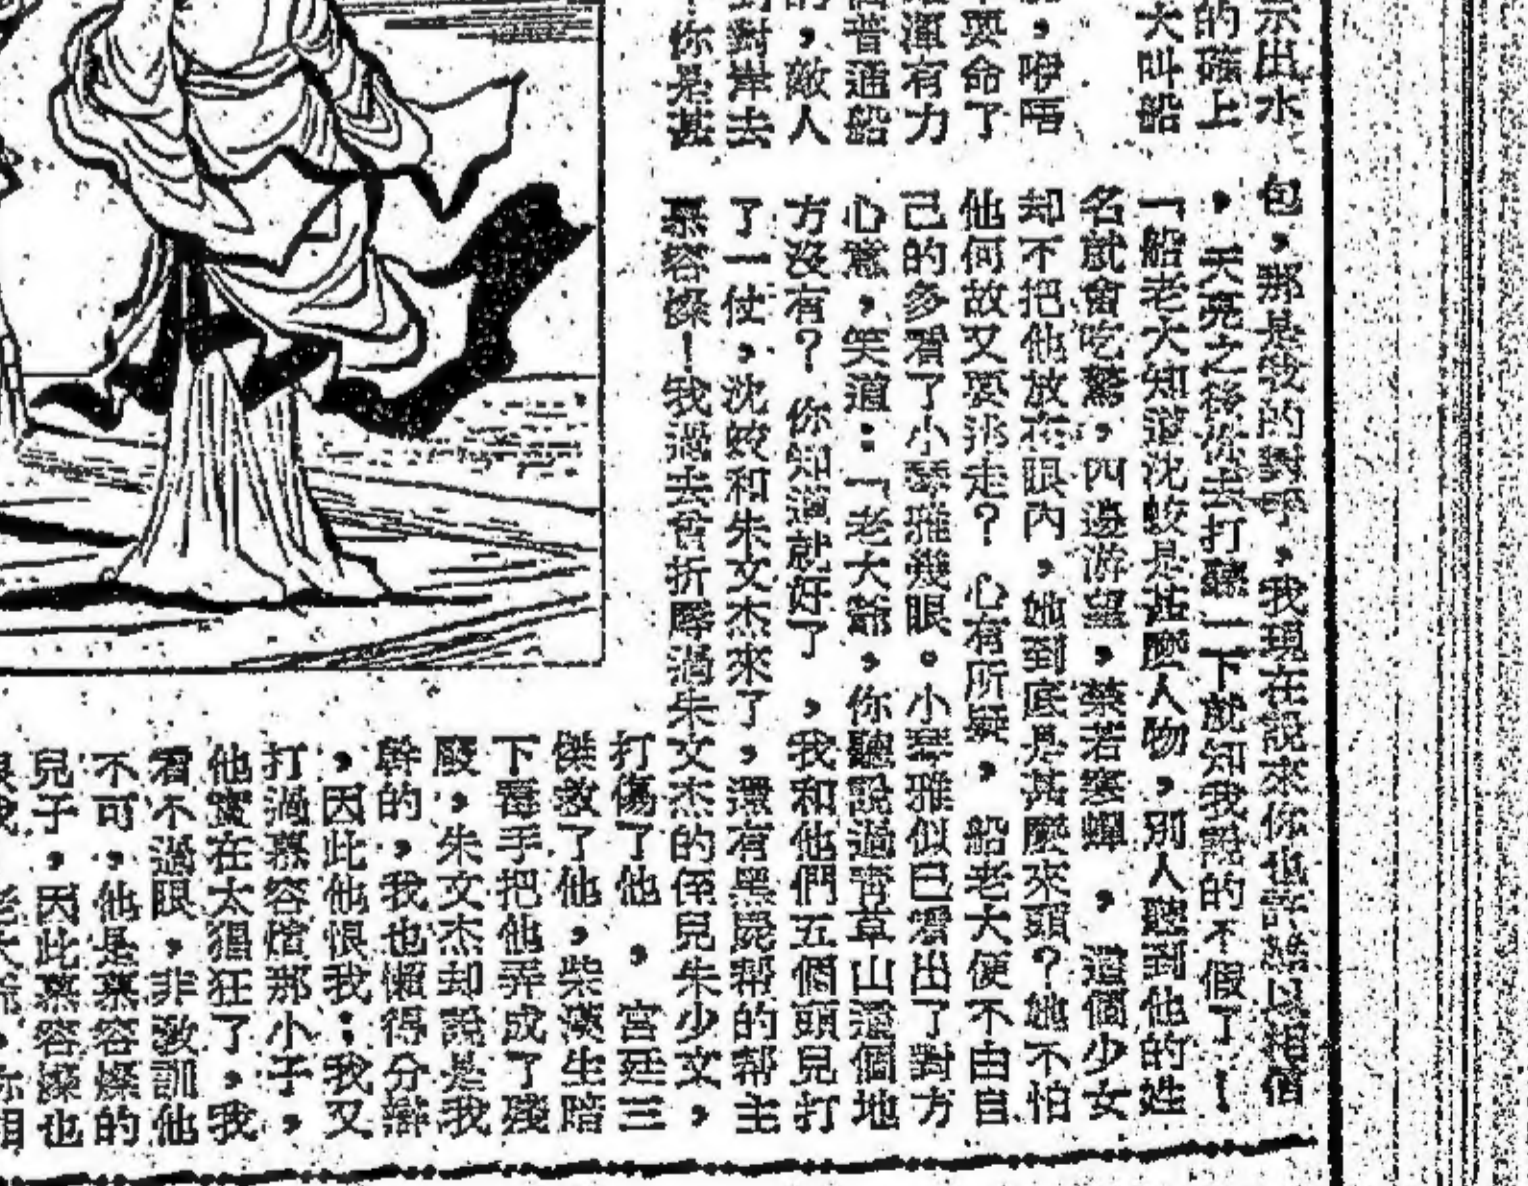 示出水
的磯上
大叫船
，咿唔
不要命了
運有力
個普通船
的，敵人
對對岸去
！你是甚
包，那是我的對手，我現在說來你也許難以相信
，天亮之後你去打聽一下就知我說的不假了！
「船老大知道沈蛟是甚麼人物，別人聽到他的姓
名就會吃驚，四邊游望，禁若寒蟬，這個少女
却不把他放在眼內，她到底是甚麼來頭？她不怕
他何故又要逃走？心有所疑，船老大便不由自
己的多看了小琴雅幾眼。小琴雅似已瞧出了對方
心意，笑道：「老大爺，你聽說過青草山這個地
方沒有？你知道就好了，我和他們五個頭兒打
了一仗，沈蛟和朱文杰來了，還有黑鷹帮的帮主
慕容燦！我過去曾折辱過朱文杰的侄兒朱少文，
打傷了他，宮廷三
傑救了他，柴漢生暗
下毒手把他弄成了殘
廢，朱文杰却說是我
幹的，我也懶得分辯
，因此他恨我；我又
打過慕容愷那小子，
他實在太猖狂了，我
看不過眼，非教訓他
不可，他是慕容燦的
兒子，因此慕容燦也